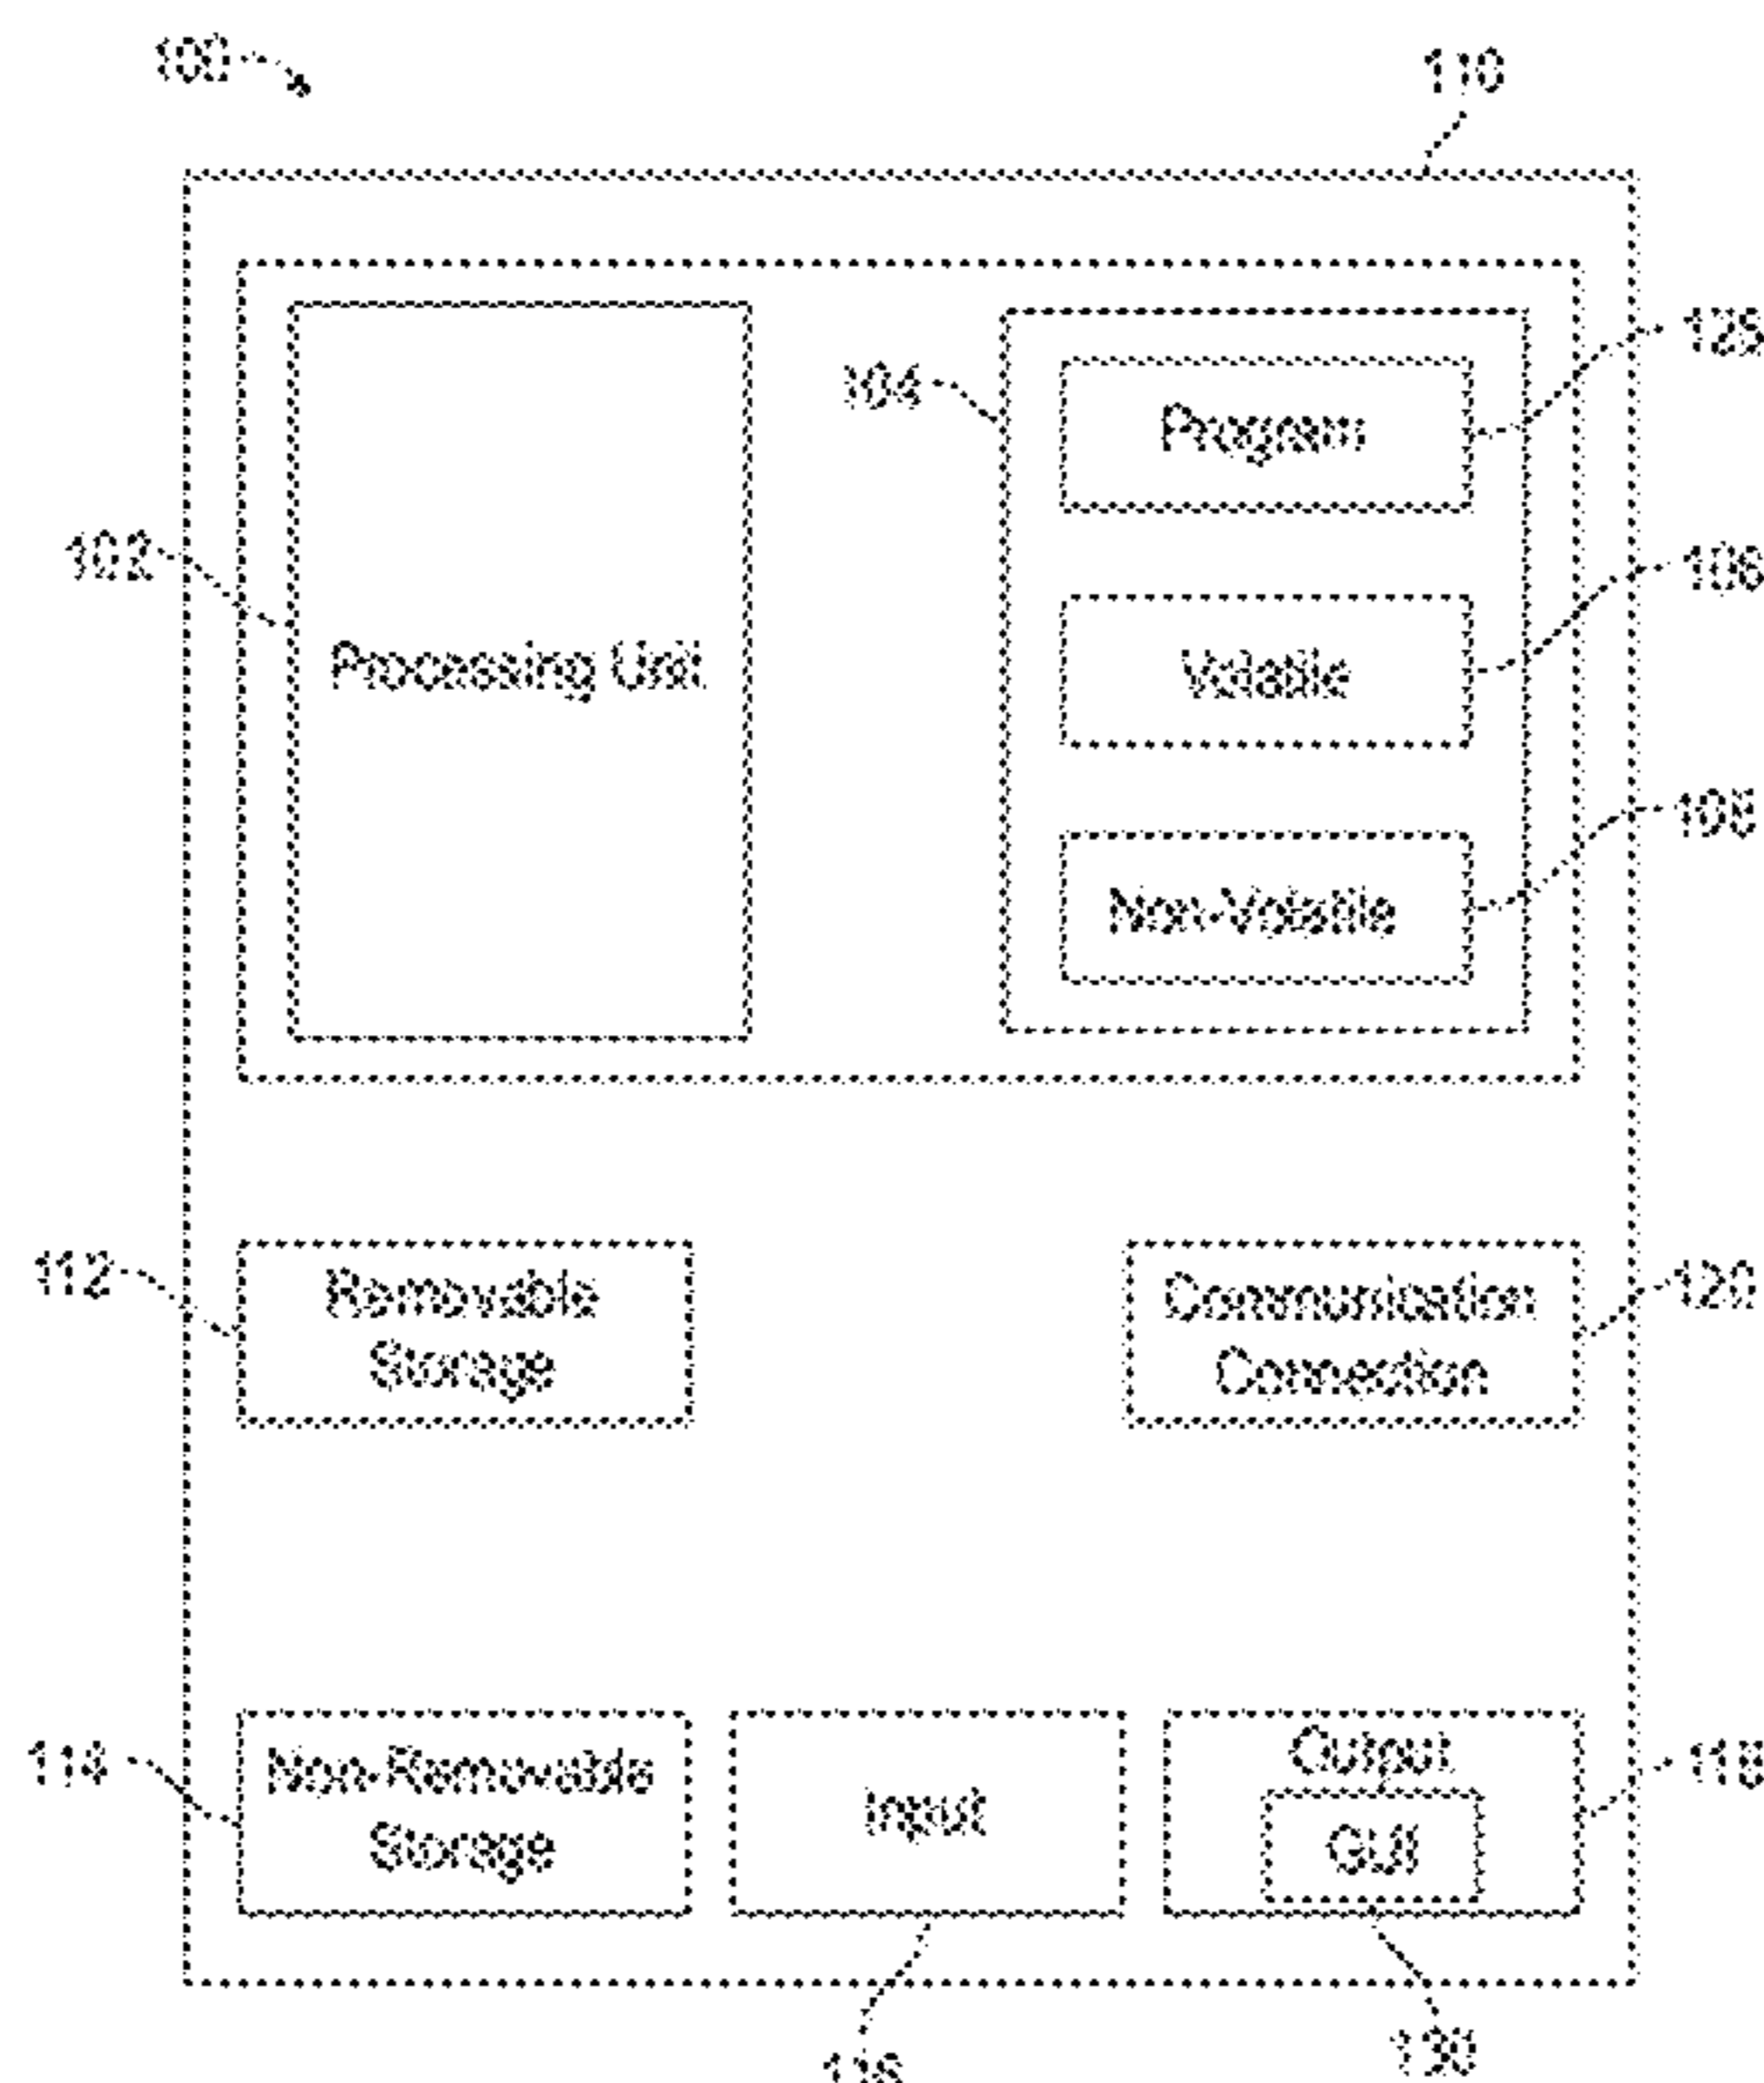 100
110
125
104
Program
102
106
Processing Unit
Volatile
108
Non-Volatile
112
Removable
Storage
Communication
Connection
120
114
Non-Removable
Storage
Input
Output
GUI
118
116
130